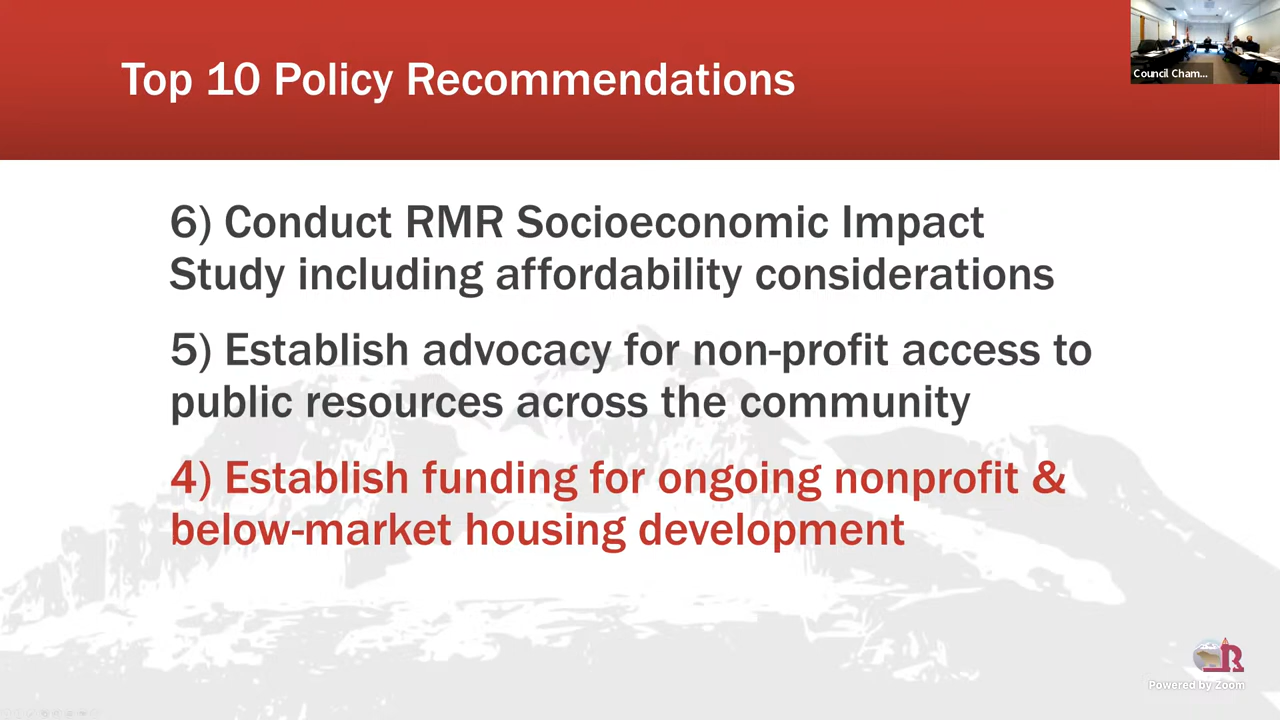 Top 10 Policy Recommendations
Council Cham...
6) Conduct RMR Socioeconomic Impact
Study including affordability considerations
5) Establish advocacy for non-profit access to
public resources across the community
4) Establish funding for ongoing nonprofit &
below-market housing development
R
Powered by Zoom